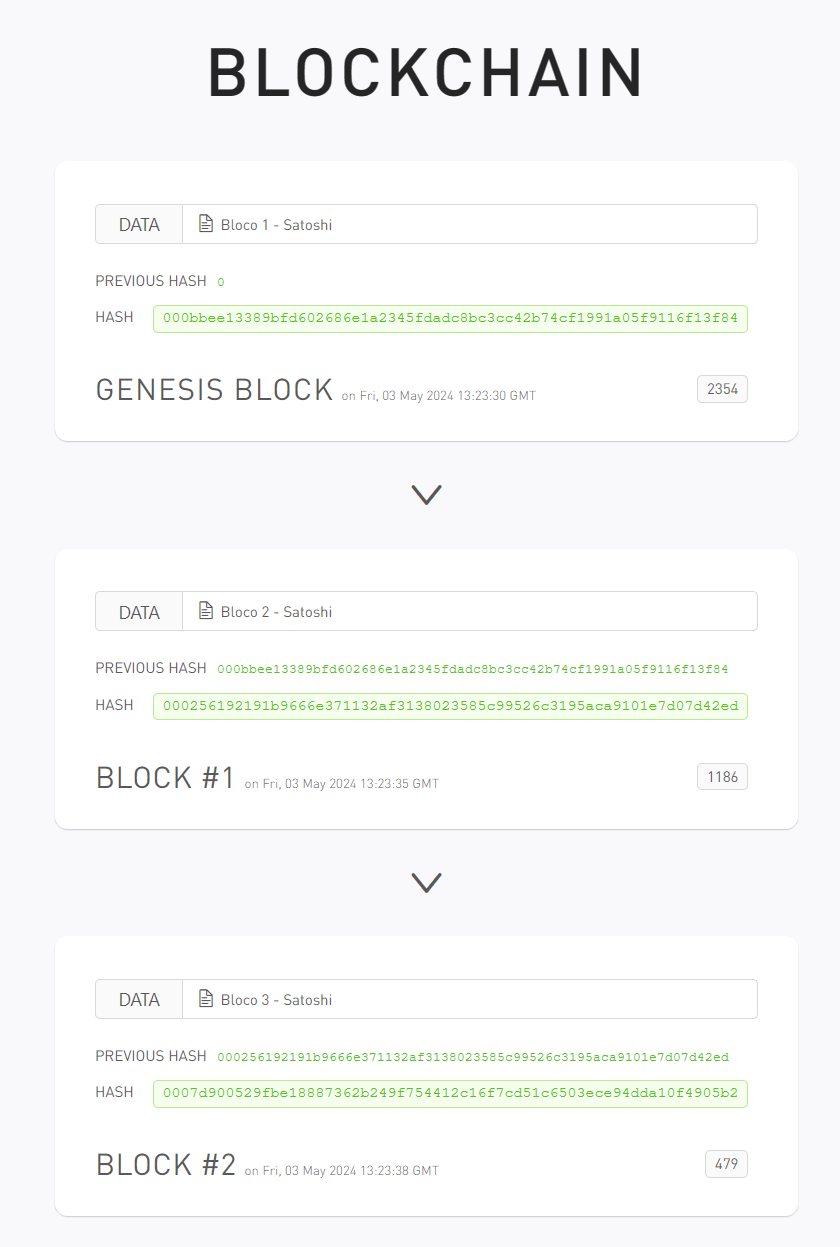 BLOCKCHAIN
DATA Bloco 1 - Satoshi
PREVIOUS HASH 0
HASH 000bbee13389bfd602686e1a2345fdadc8bc3cc42b74cf1991a05f9116f13f84
GENESIS BLOCK on Fri, 03 May 2024 13:23:30 GMT 2354
DATA Bloco 2 - Satoshi
PREVIOUS HASH 000bbee13389bfd602686e1a2345fdadc8bc3cc42b74cf1991a05f9116f13f84
HASH 000256192191b9666e371132af3138023585c99526c3195aca9101e7d07d42ed
BLOCK #1 on Fri, 03 May 2024 13:23:35 GMT 1186
DATA Bloco 3 - Satoshi
PREVIOUS HASH 000256192191b9666e371132af3138023585c99526c3195aca9101e7d07d42ed
HASH 0007d900529fbe18887362b249f754412c16f7cd51c6503ece94dda10f4905b2
BLOCK #2 on Fri, 03 May 2024 13:23:38 GMT 479